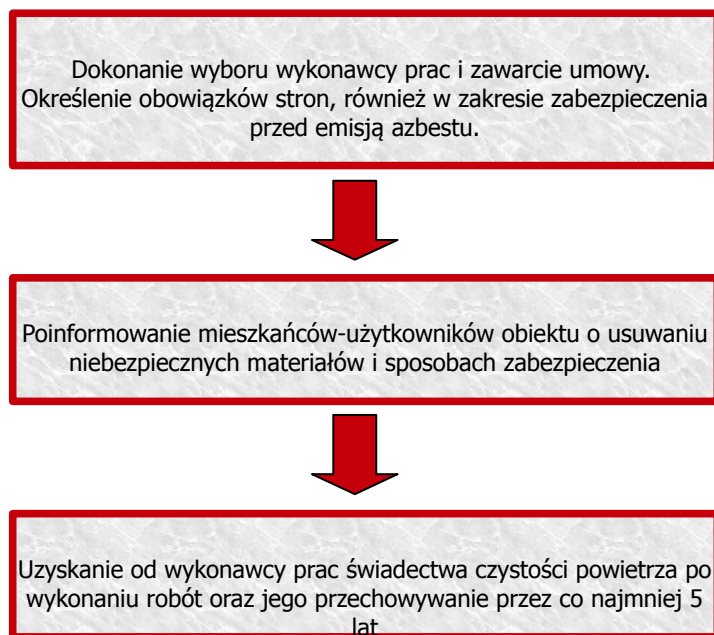 Dokonanie wyboru wykonawcy prac i zawarcie umowy.
Określenie obowiązków stron, również w zakresie zabezpieczenia
przed emisją azbestu.
Poinformowanie mieszkańców-użytkowników obiektu o usuwaniu
niebezpiecznych materiałów i sposobach zabezpieczenia
Uzyskanie od wykonawcy prac świadectwa czystości powietrza po
wykonaniu robót oraz jego przechowywanie przez co najmniej 5
lat